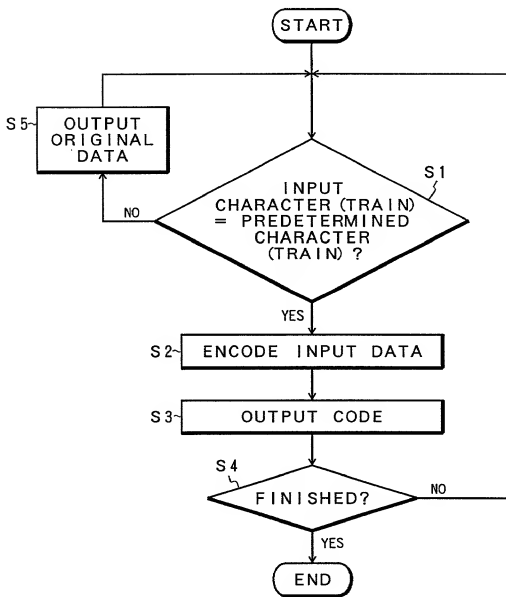 START
S5
OUTPUT
ORIGINAL
DATA
S1
INPUT
CHARACTER (TRAIN)
= PREDETERMINED
CHARACTER
(TRAIN) ?
NO
YES
S2
ENCODE INPUT DATA
S3
OUTPUT CODE
S4
FINISHED?
NO
YES
END